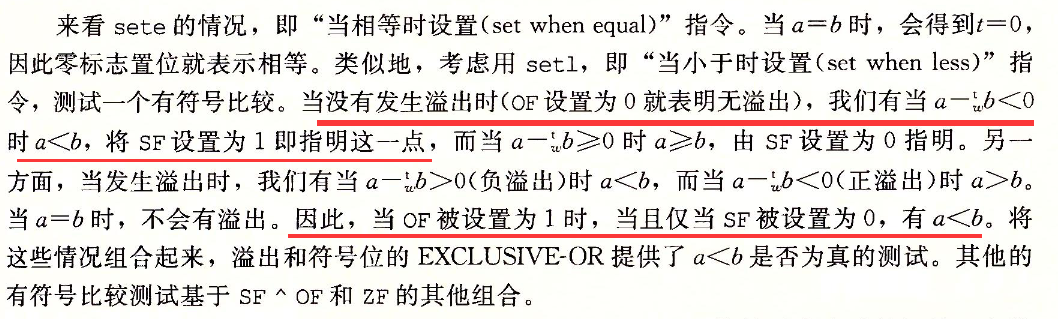 来看 sete 的情况，即“当相等时设置(set when equal)”指令。当 a=b 时，会得到t=0，
因此零标志置位就表示相等。类似地，考虑用 setl，即“当小于时设置(set when less)”指
令，测试一个有符号比较。当没有发生溢出时(OF 设置为 0 就表明无溢出)，我们有当 a-ᵗwb<0
时 a<b，将 SF 设置为 1 即指明这一点，而当 a-ᵗwb≥0 时 a≥b，由 SF 设置为 0 指明。另一
方面，当发生溢出时，我们有当 a-ᵗwb>0(负溢出)时 a<b，而当 a-ᵗwb<0(正溢出)时 a>b。
当 a=b 时，不会有溢出。因此，当 OF 被设置为 1 时，当且仅当 SF 被设置为 0，有 a<b。将
这些情况组合起来，溢出和符号位的 EXCLUSIVE-OR 提供了 a<b 是否为真的测试。其他的
有符号比较测试基于 SF ^ OF 和 ZF 的其他组合。